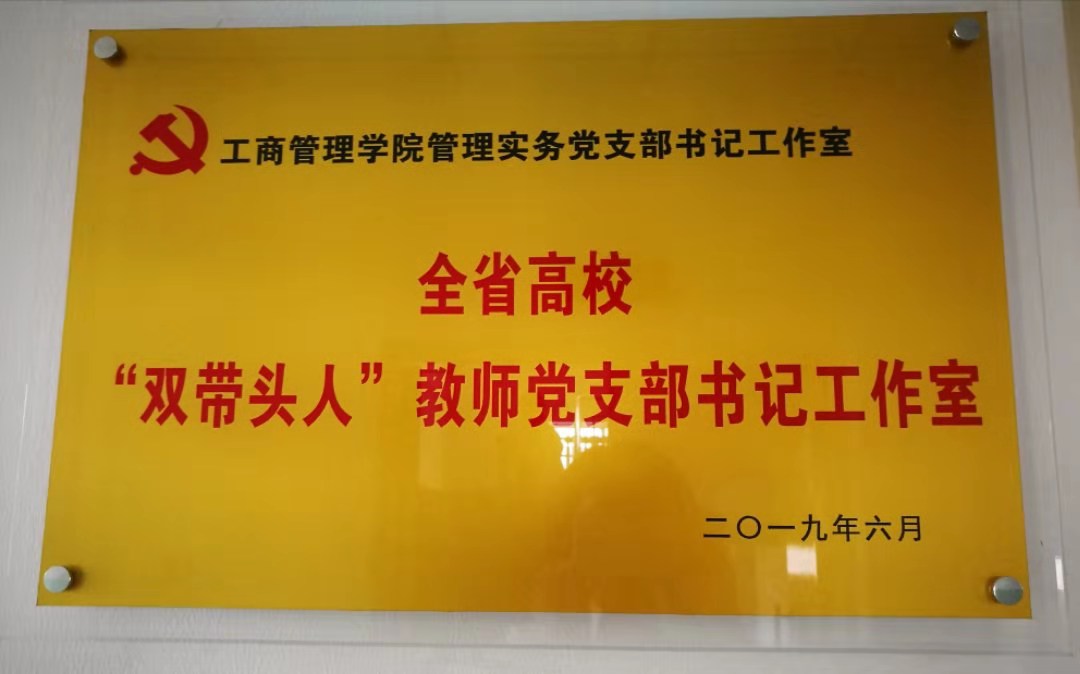 工商管理学院管理实务党支部书记工作室
全省高校
“双带头人”教师党支部书记工作室
二〇一九年六月